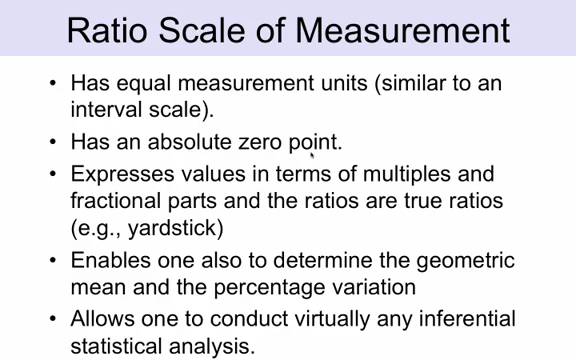 Ratio Scale of Measurement
• Has equal measurement units (similar to an
interval scale).
• Has an absolute zero point.
• Expresses values in terms of multiples and
fractional parts and the ratios are true ratios
(e.g., yardstick)
• Enables one also to determine the geometric
mean and the percentage variation
• Allows one to conduct virtually any inferential
statistical analysis.